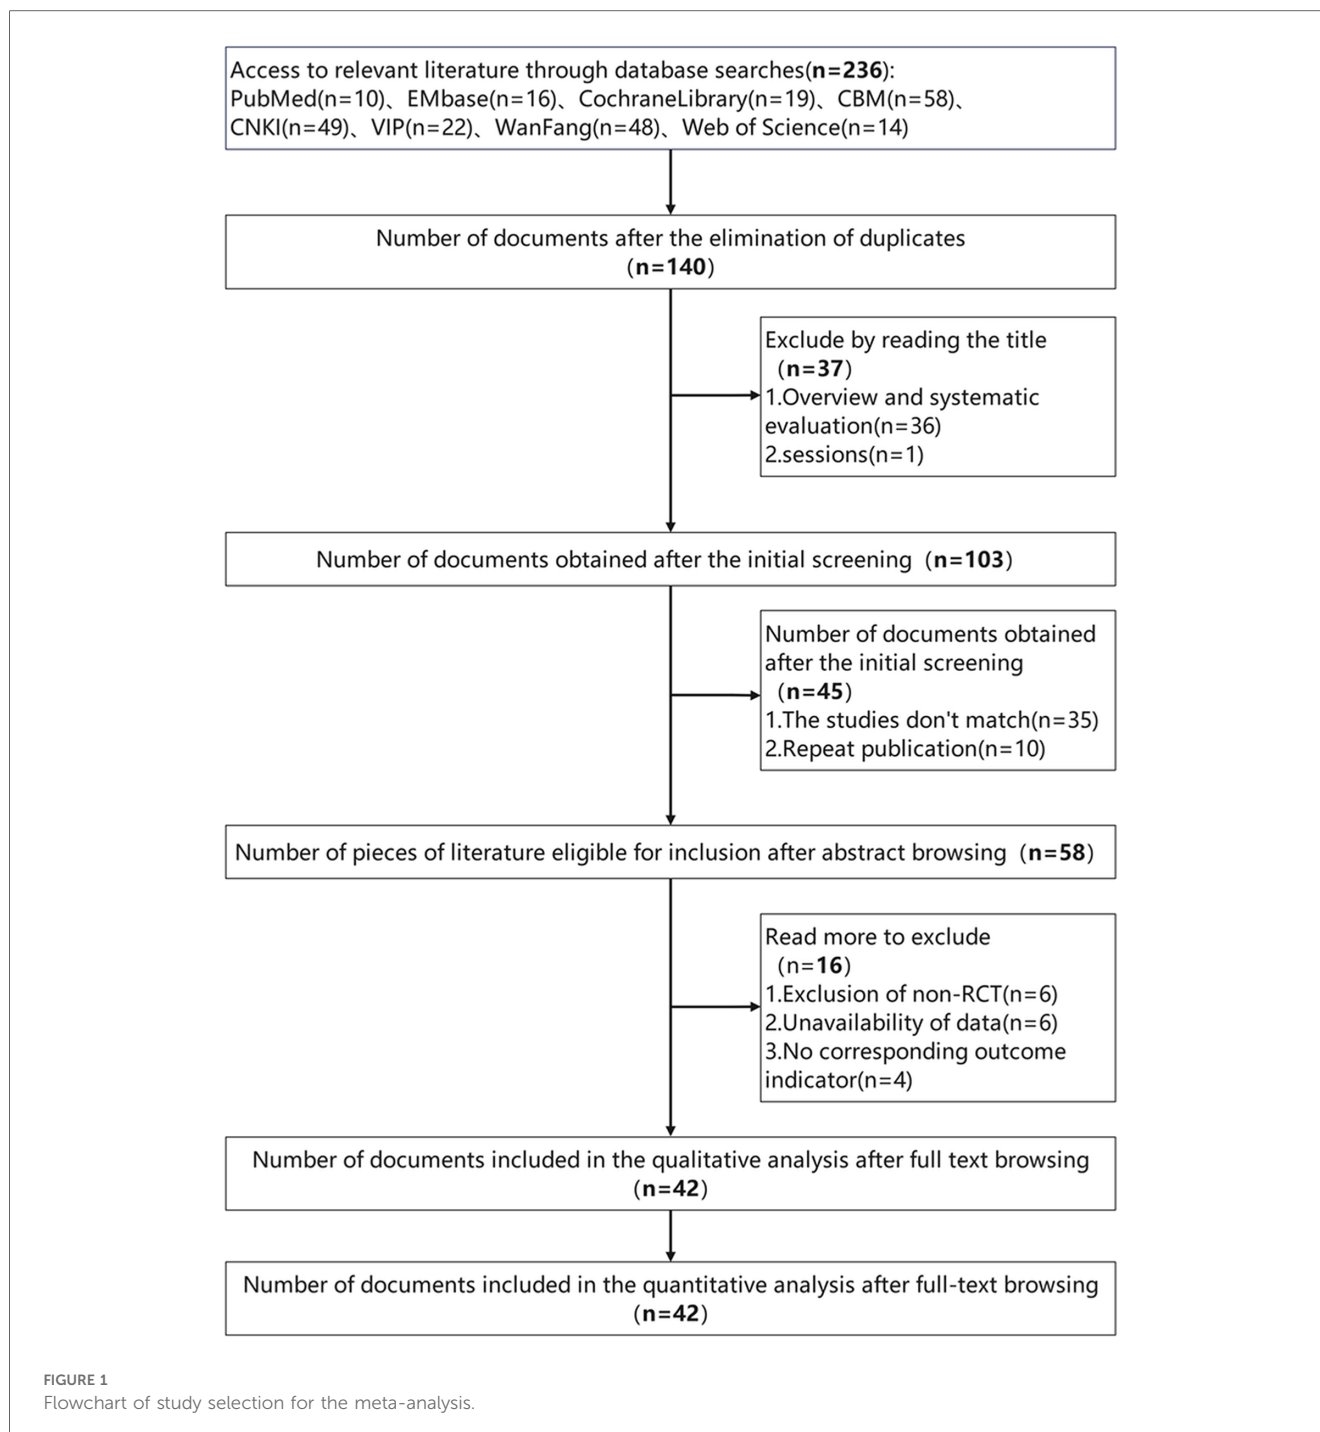 Access to relevant literature through database searches(n=236):
PubMed(n=10)、EMbase(n=16)、CochraneLibrary(n=19)、CBM(n=58)、
CNKI(n=49)、VIP(n=22)、WanFang(n=48)、Web of Science(n=14)
Number of documents after the elimination of duplicates
(n=140)
Exclude by reading the title
(n=37)
1.Overview and systematic
evaluation(n=36)
2.sessions(n=1)
Number of documents obtained after the initial screening (n=103)
Number of documents obtained
after the initial screening
(n=45)
1.The studies don't match(n=35)
2.Repeat publication(n=10)
Number of pieces of literature eligible for inclusion after abstract browsing (n=58)
Read more to exclude
(n=16)
1.Exclusion of non-RCT(n=6)
2.Unavailability of data(n=6)
3.No corresponding outcome
indicator(n=4)
Number of documents included in the qualitative analysis after full text browsing
(n=42)
Number of documents included in the quantitative analysis after full-text browsing
(n=42)
FIGURE 1
Flowchart of study selection for the meta-analysis.